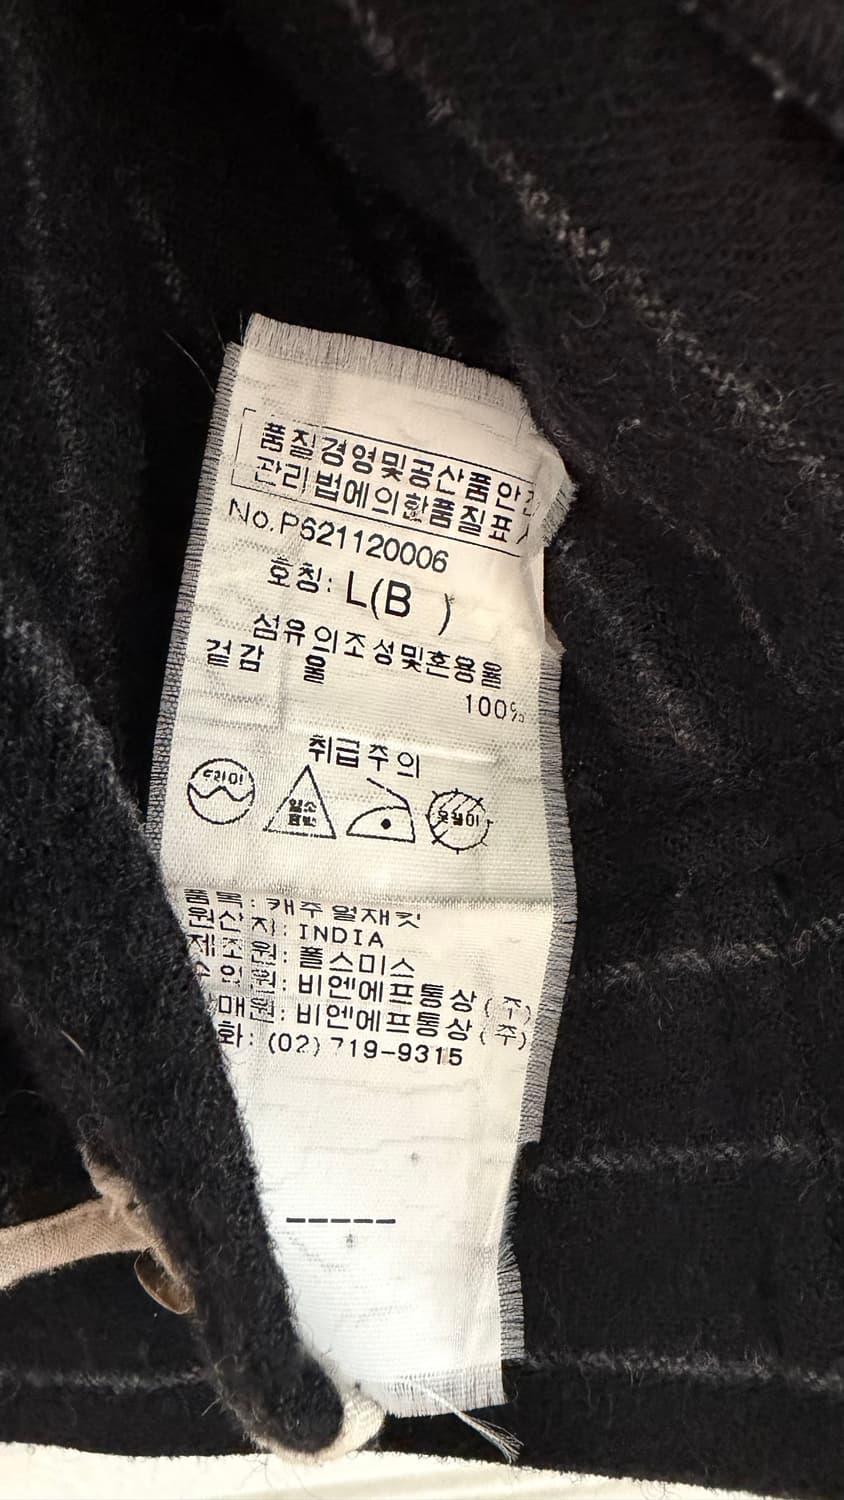 품질경영및공산품안
관리법에의한품질표
No.P621120006
호칭: L(B )
섬유의조성및혼용율
겉감 울
100%
취급주의
드라이
염소
표백
옷걸이
품목: 캐주얼재킷
원산지: INDIA
제조원: 폴스미스
수입원: 비엔에프통상(주)
매원: 비엔에프통상(주)
화: (02)719-9315
-----